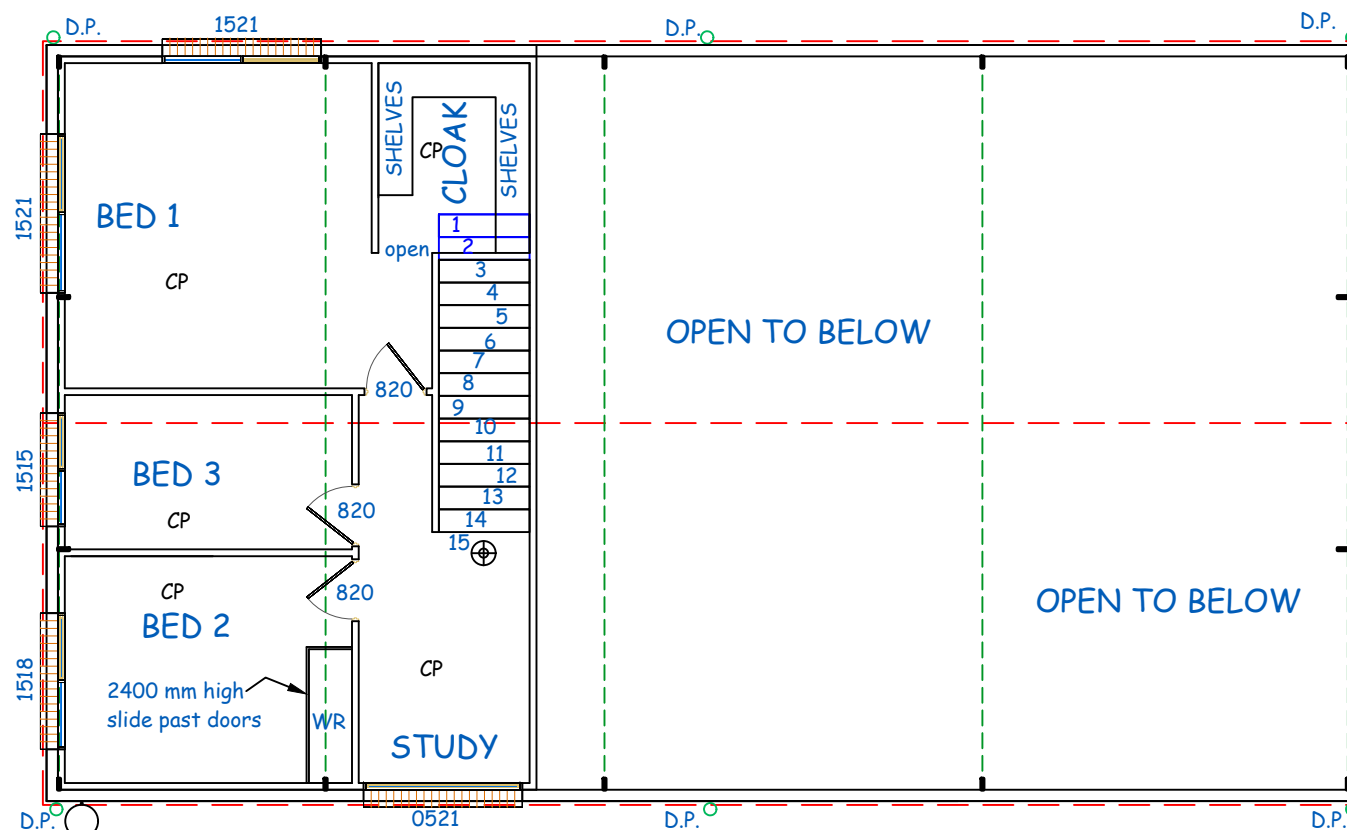 D.P.
1521
D.P.
D.P.
SHELVES
CLOAK
SHELVES
CP
1521
BED 1
open
CP
1
2
3
4
5
6
7
8
9
10
11
12
13
14
15
OPEN TO BELOW
820
1515
BED 3
CP
820
CP
820
BED 2
OPEN TO BELOW
1518
2400 mm high
slide past doors
WR
CP
STUDY
D.P.
0521
D.P.
D.P.